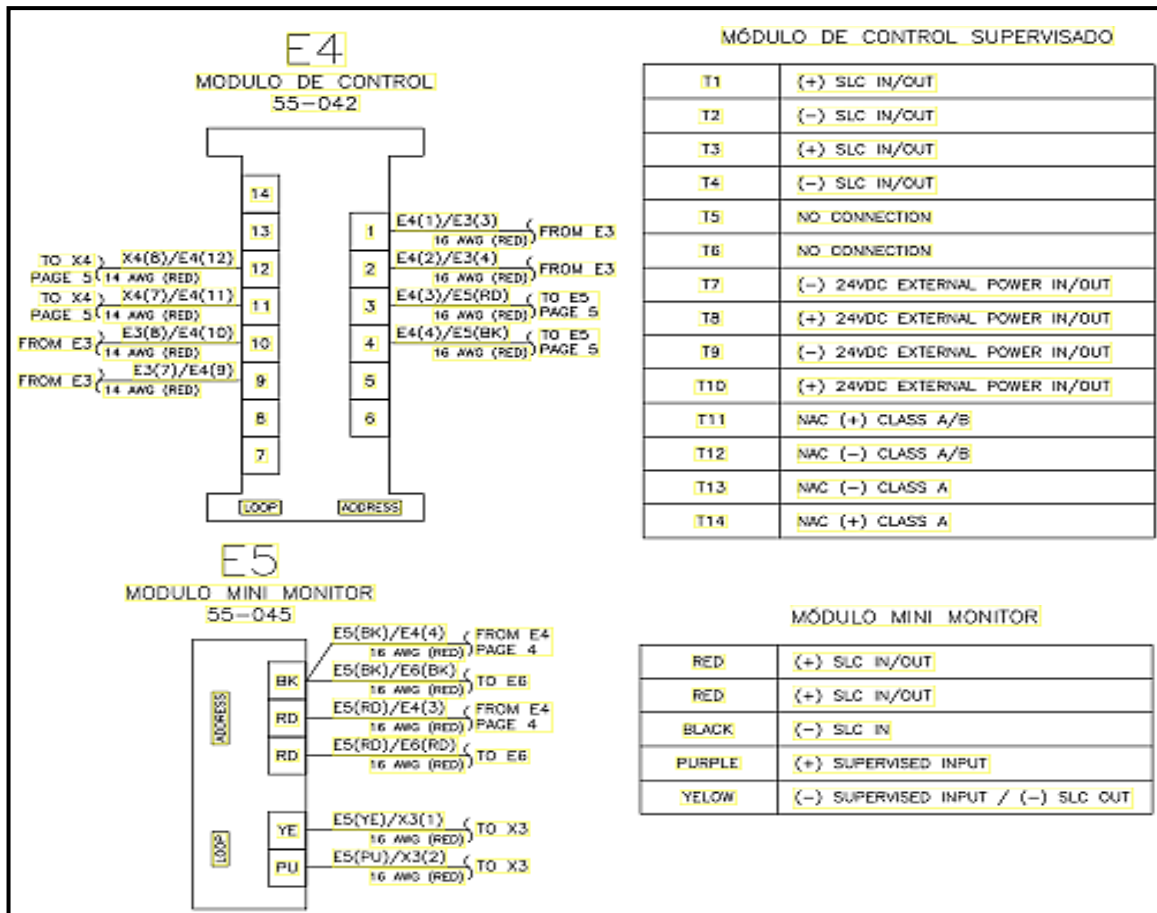 E4
MODULO DE CONTROL
55-042
14
13
12
11
10
9
8
7
1
2
3
4
5
6
TO X4
PAGE 5
X4(8)/E4(12)
14 AWG (RED)
TO X4
PAGE 5
X4(7)/E4(11)
14 AWG (RED)
FROM E3
E3(8)/E4(10)
14 AWG (RED)
FROM E3
E3(7)/E4(9)
14 AWG (RED)
E4(1)/E3(3)
16 AWG (RED)
FROM E3
E4(2)/E3(4)
16 AWG (RED)
FROM E3
E4(3)/E5(RD)
16 AWG (RED)
TO E5
PAGE 5
E4(4)/E5(BK)
16 AWG (RED)
TO E5
PAGE 5
LOOP
ADDRESS
MÓDULO DE CONTROL SUPERVISADO
T1 (+) SLC IN/OUT
T2 (-) SLC IN/OUT
T3 (+) SLC IN/OUT
T4 (-) SLC IN/OUT
T5 NO CONNECTION
T6 NO CONNECTION
T7 (-) 24VDC EXTERNAL POWER IN/OUT
T8 (+) 24VDC EXTERNAL POWER IN/OUT
T9 (-) 24VDC EXTERNAL POWER IN/OUT
T10 (+) 24VDC EXTERNAL POWER IN/OUT
T11 NAC (+) CLASS A/B
T12 NAC (-) CLASS A/B
T13 NAC (-) CLASS A
T14 NAC (+) CLASS A
E5
MODULO MINI MONITOR
55-045
ADDRESS
LOOP
BK
RD
RD
YE
PU
E5(BK)/E4(4)
16 AWG (RED)
FROM E4
PAGE 4
E5(BK)/E6(BK)
16 AWG (RED)
TO E6
E5(RD)/E4(3)
16 AWG (RED)
FROM E4
PAGE 4
E5(RD)/E6(RD)
16 AWG (RED)
TO E6
E5(YE)/X3(1)
16 AWG (RED)
TO X3
E5(PU)/X3(2)
16 AWG (RED)
TO X3
MÓDULO MINI MONITOR
RED (+) SLC IN/OUT
RED (+) SLC IN/OUT
BLACK (-) SLC IN
PURPLE (+) SUPERVISED INPUT
YELOW (-) SUPERVISED INPUT / (-) SLC OUT